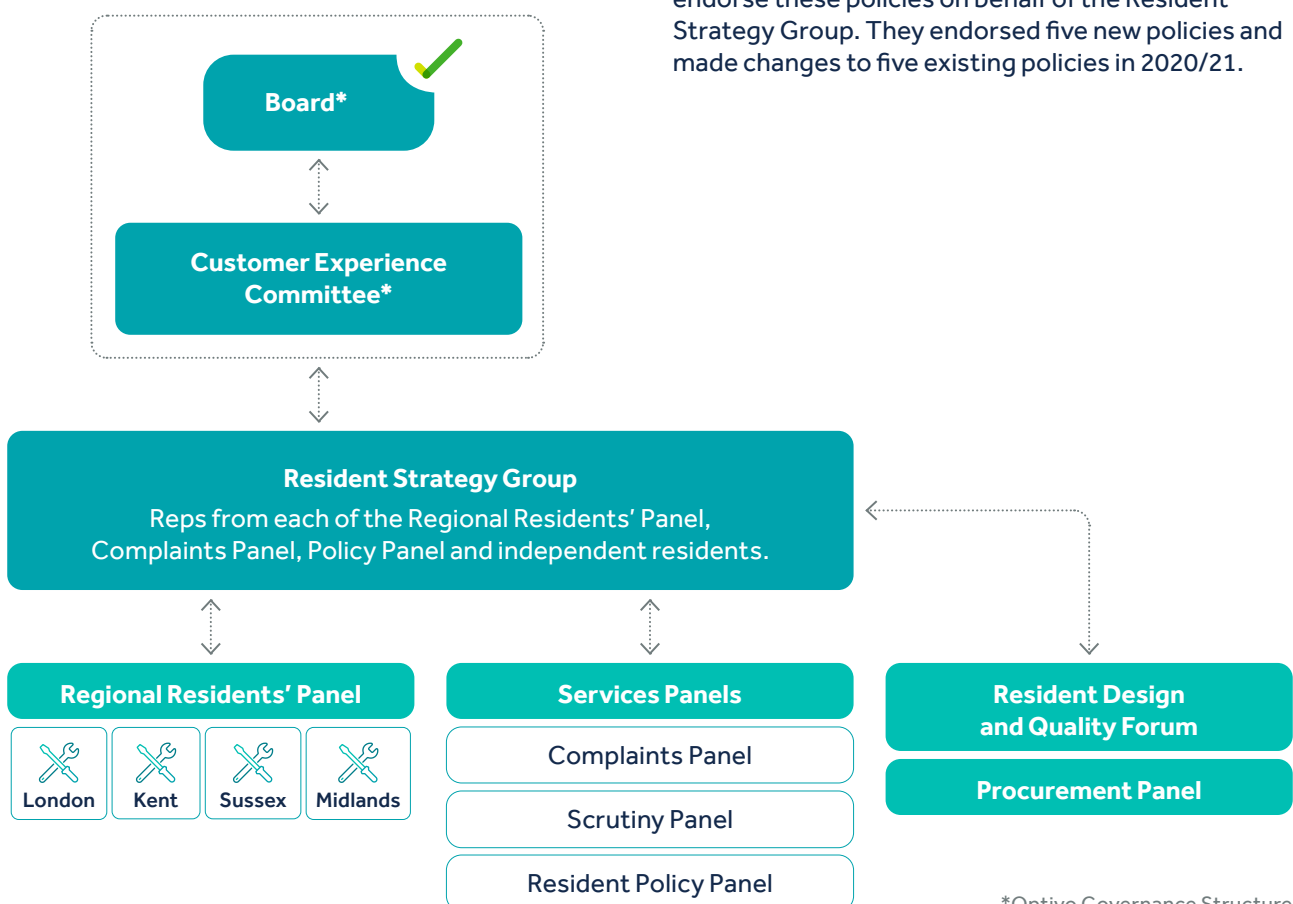 endorse these policies on behalf of the Resident
Strategy Group. They endorsed five new policies and
made changes to five existing policies in 2020/21.
Board*
Customer Experience
Committee*
Resident Strategy Group
Reps from each of the Regional Residents’ Panel,
Complaints Panel, Policy Panel and independent residents.
Regional Residents’ Panel
London
Kent
Sussex
Midlands
Services Panels
Complaints Panel
Scrutiny Panel
Resident Policy Panel
Resident Design
and Quality Forum
Procurement Panel
*Optivo Governance Structure